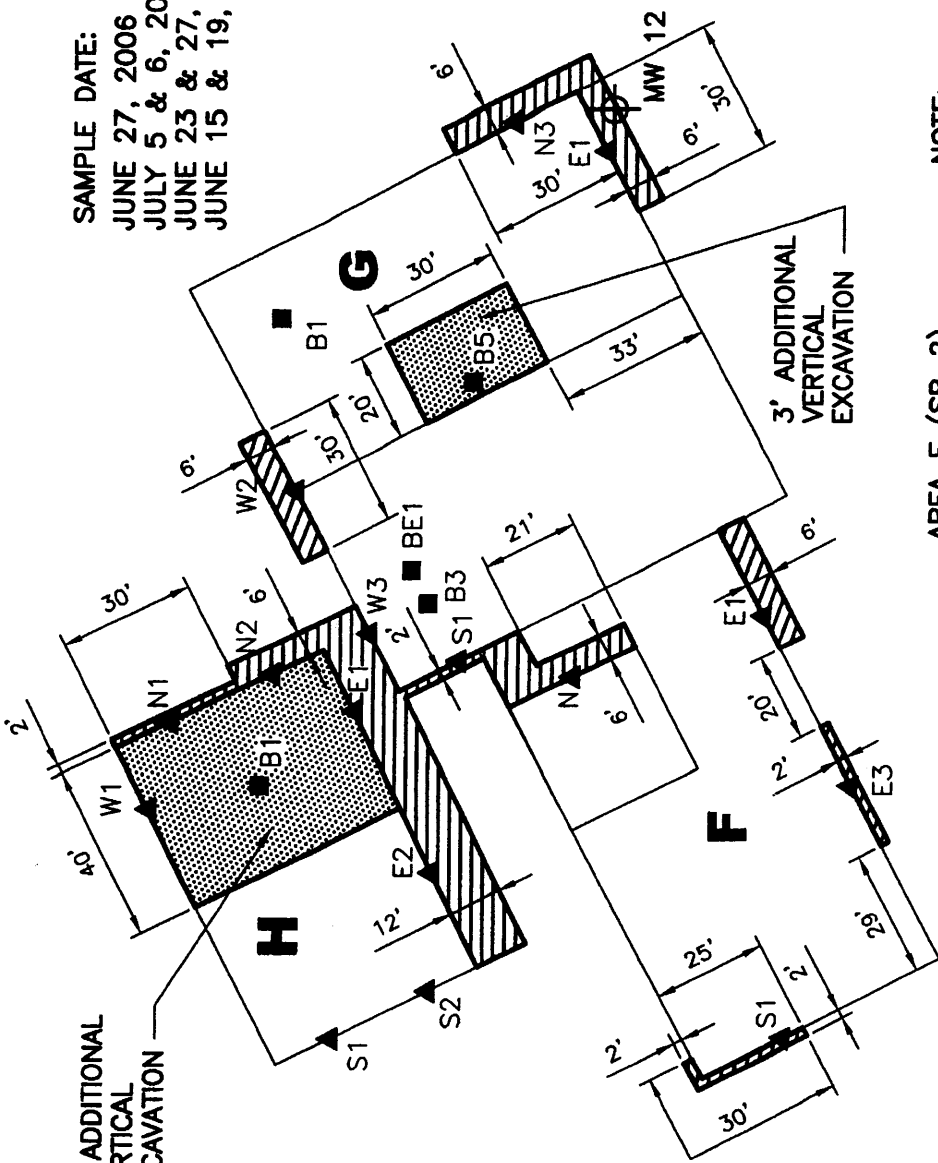 SAMPLE DATE:
JUNE 27, 2006
JULY 5 & 6, 20
JUNE 23 & 27,
JUNE 15 & 19,
6'
N3
E1
MW 12
30'
30'
6'
G
B1
30'
20'
B5
33'
3' ADDITIONAL
VERTICAL
EXCAVATION
6'
W2
30'
BE1
B3
W3
2'
S1
21'
N
6'
30'
6'
N2
N1
2'
W1
40'
B1
E1
E2
12'
H
S1
S2
ADDITIONAL
RTICAL
CAVATION
E1
6'
20'
2'
E3
29'
F
25'
2'
S1
2'
30'
NOTE:
AREA F (SB-2)